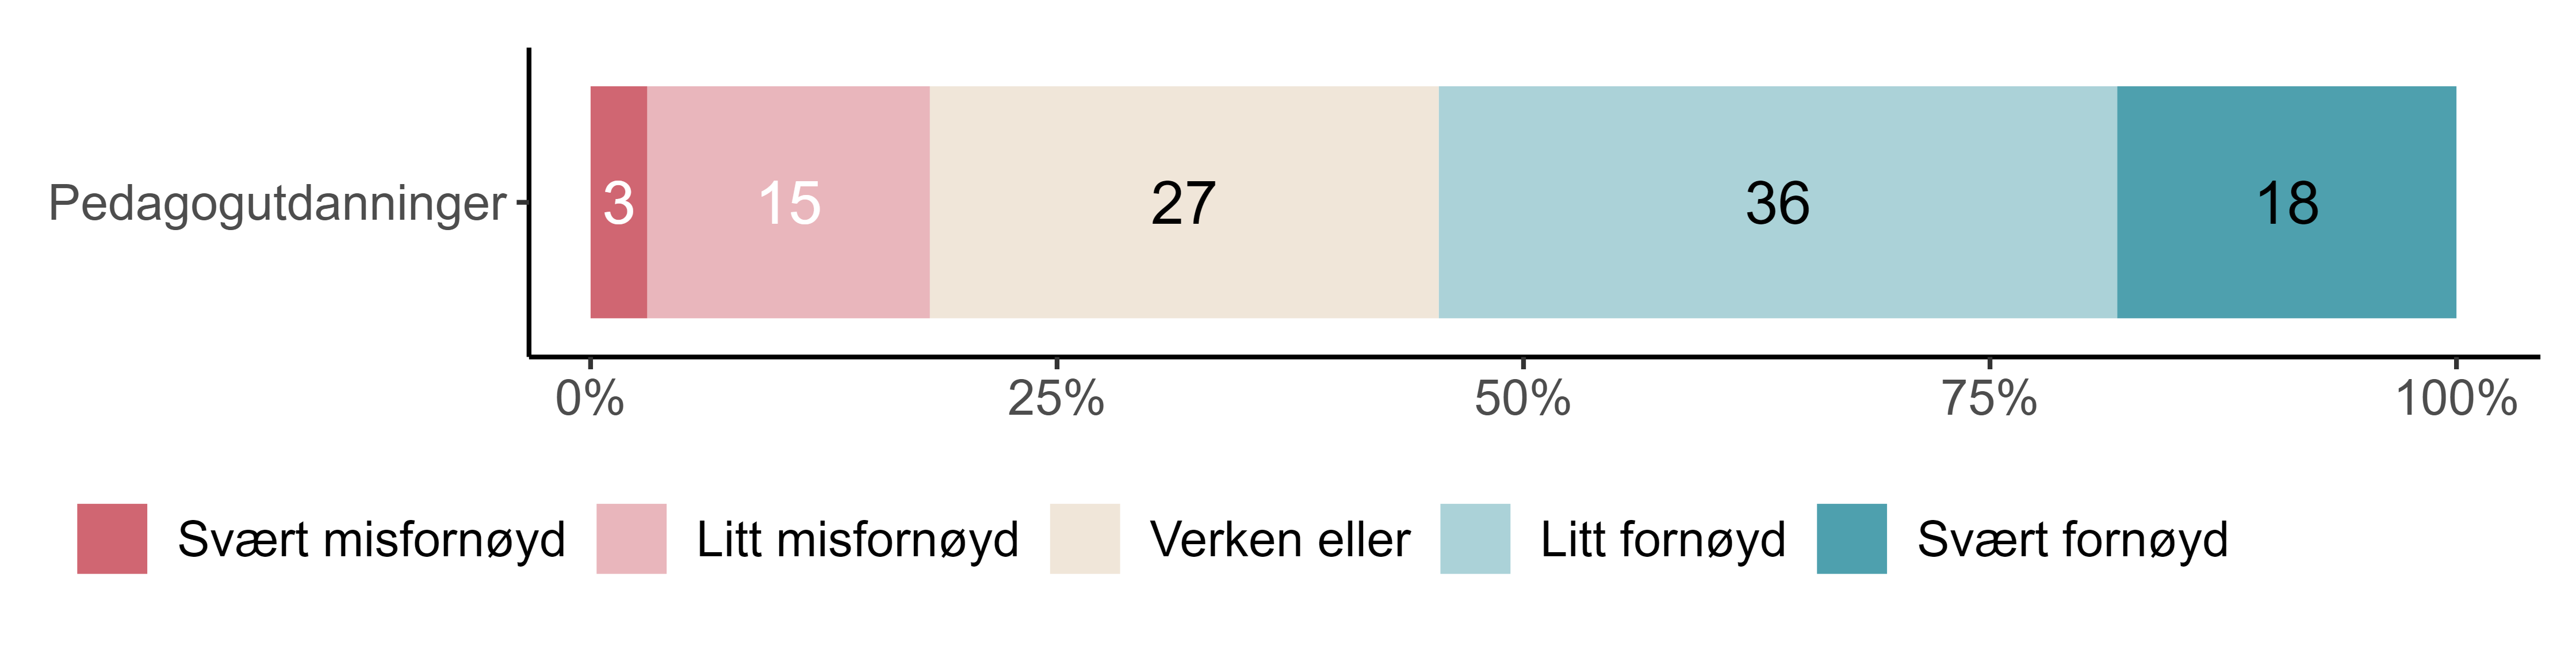 Pedagogutdanninger 3 15 27 36 18
0% 25% 50% 75% 100%
Svært misfornøyd Litt misfornøyd Verken eller Litt fornøyd Svært fornøyd